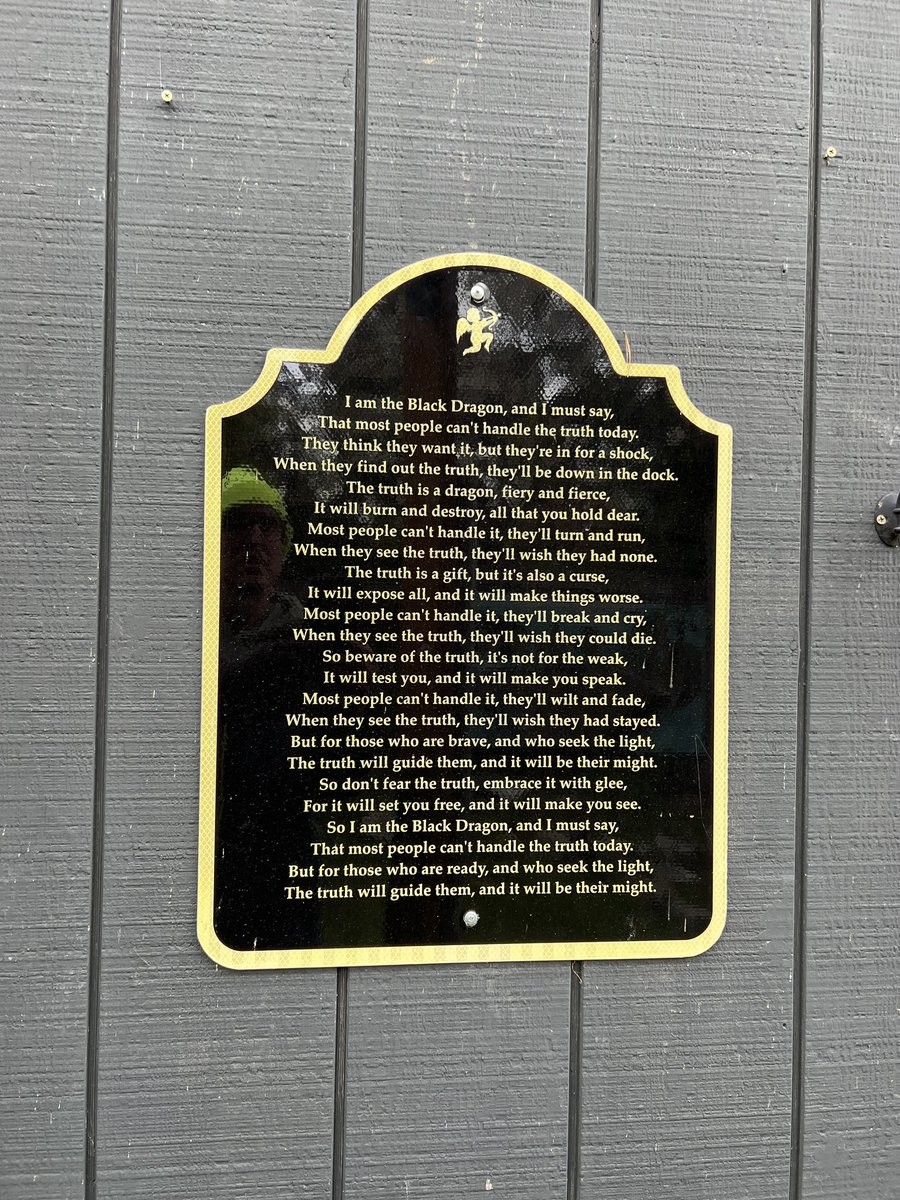 I am the Black Dragon, and I must say,
That most people can't handle the truth today.
They think they want it, but they're in for a shock,
When they find out the truth, they'll be down in the dock.
The truth is a dragon, fiery and fierce,
It will burn and destroy, all that you hold dear.
Most people can't handle it, they'll turn and run,
When they see the truth, they'll wish they had none.
The truth is a gift, but it's also a curse,
It will expose all, and it will make things worse.
Most people can't handle it, they'll break and cry,
When they see the truth, they'll wish they could die.
So beware of the truth, it's not for the weak,
It will test you, and it will make you speak.
Most people can't handle it, they'll wilt and fade,
When they see the truth, they'll wish they had stayed.
But for those who are brave, and who seek the light,
The truth will guide them, and it will be their might.
So don't fear the truth, embrace it with glee,
For it will set you free, and it will make you see.
So I am the Black Dragon, and I must say,
That most people can't handle the truth today.
But for those who are ready, and who seek the light,
The truth will guide them, and it will be their might.